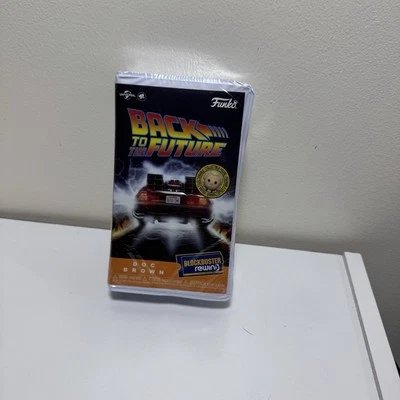 Funko
BACK
TO
THE FUTURE
BLOCKBUSTER
rewind
DOC
BROWN